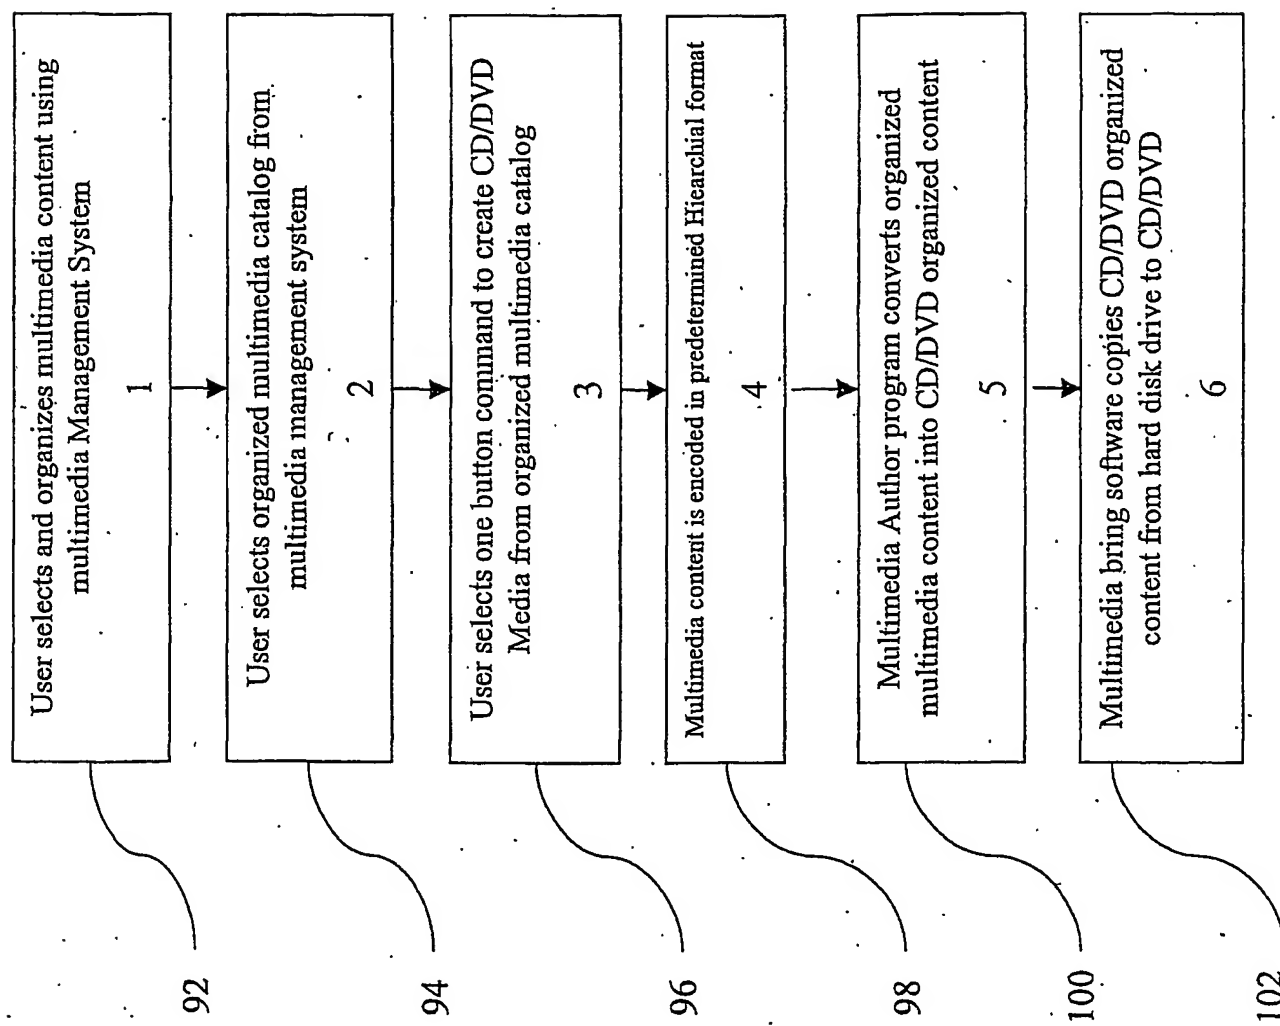 User selects and organizes multimedia content using
multimedia Management System
1
92
User selects organized multimedia catalog from
multimedia management system
2
94
User selects one button command to create CD/DVD
Media from organized multimedia catalog
3
96
Multimedia content is encoded in predetermined Hiearchial format
4
98
Multimedia Author program converts organized
multimedia content into CD/DVD organized content
5
100
Multimedia bring software copies CD/DVD organized
content from hard disk drive to CD/DVD
6
102